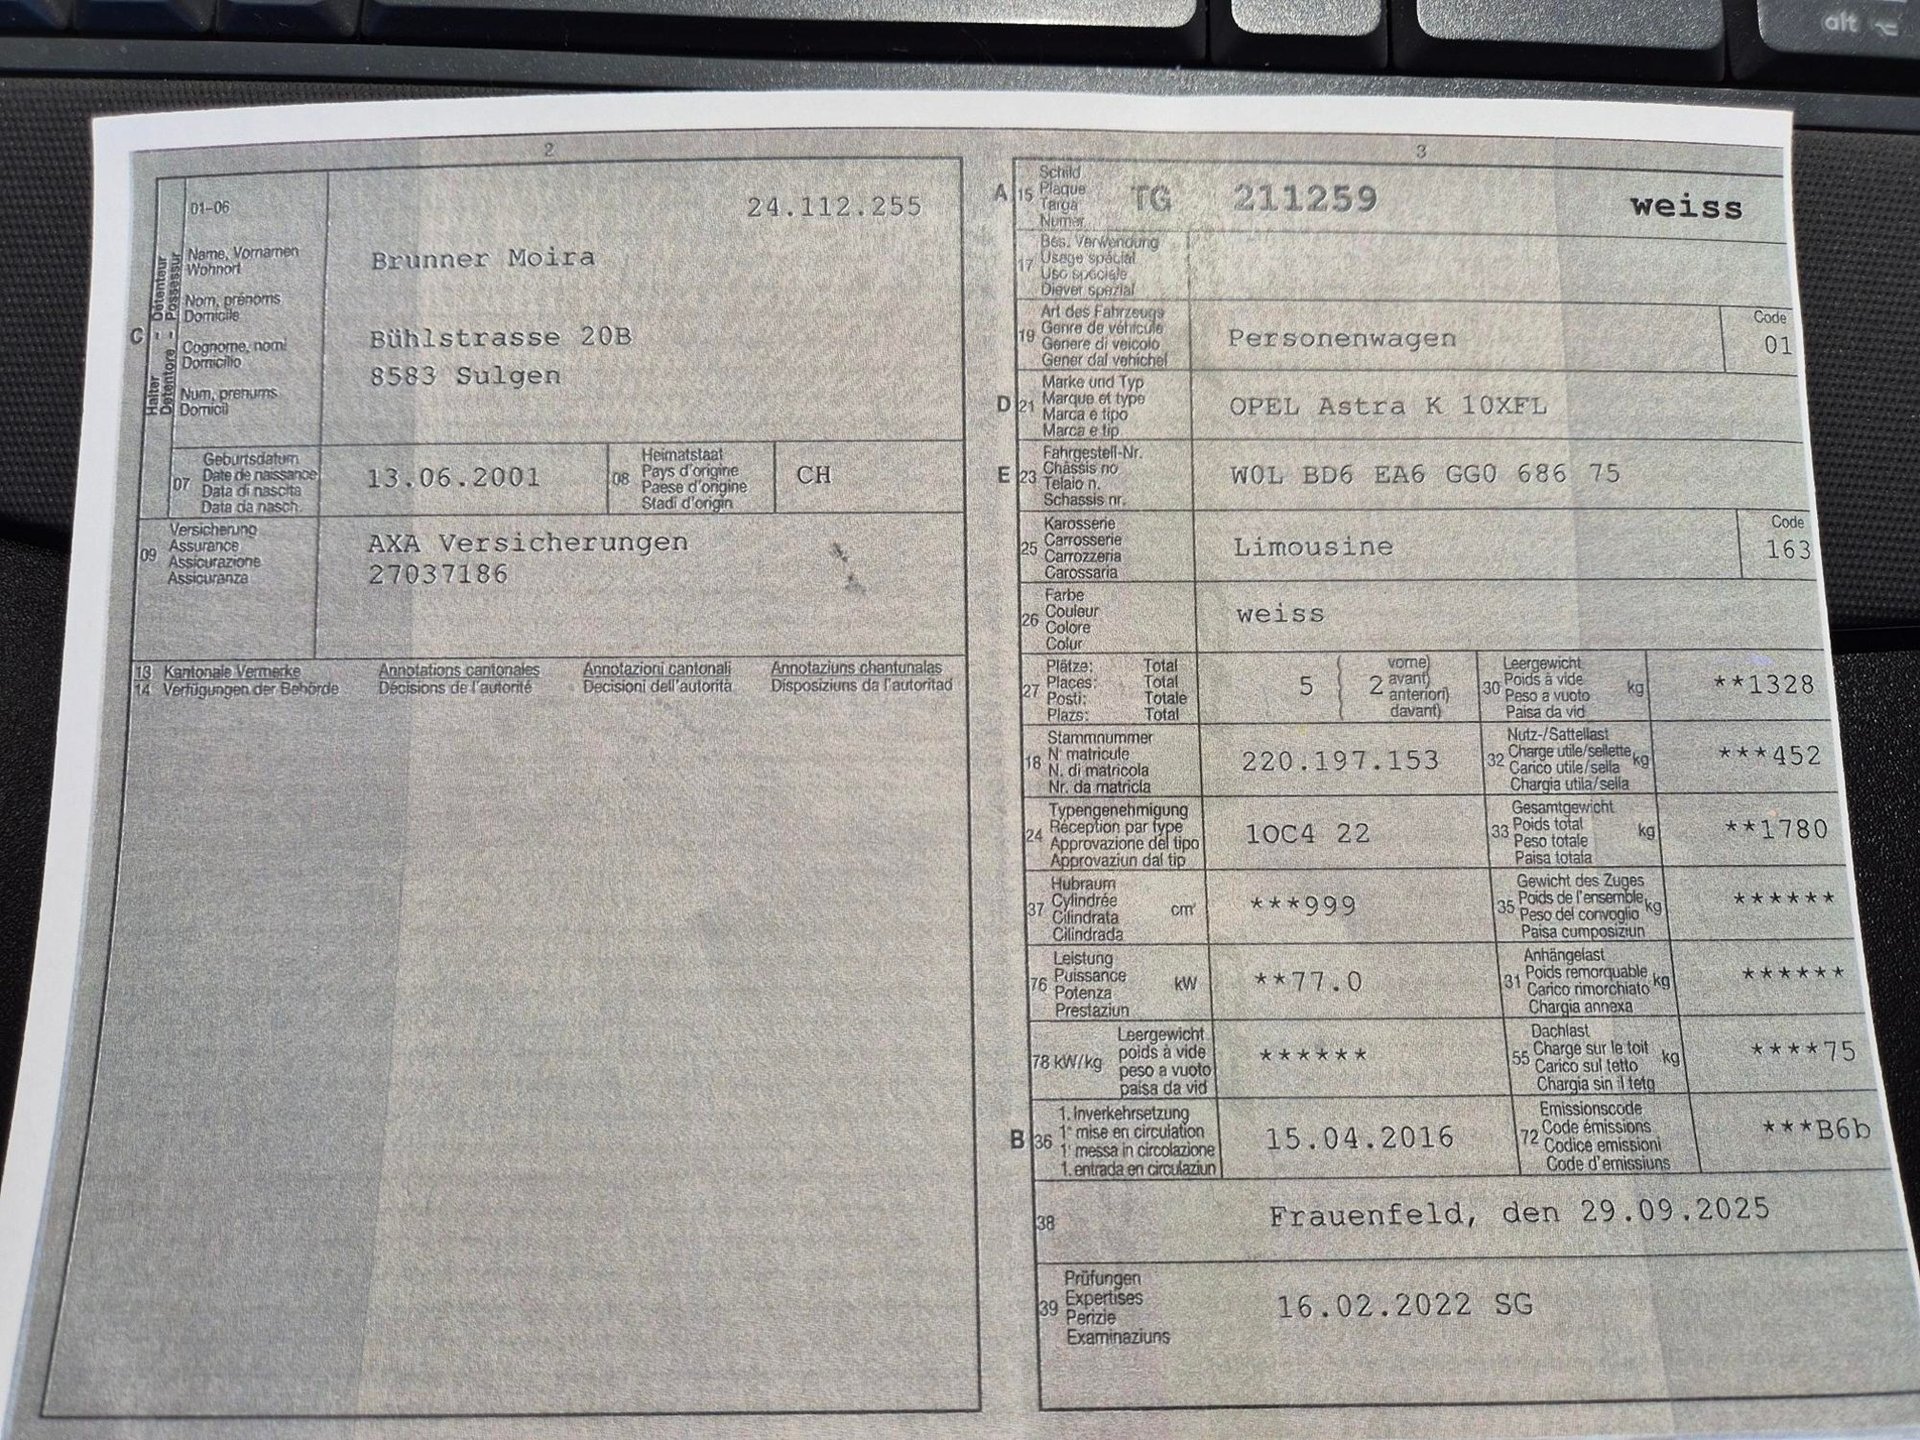 alt
2
01-06
24.112.255
C
Halter – Détenteur
Detentore – Possessur
Name, Vornamen
Wohnort
Nom, prénoms
Domicile
Cognome, nomi
Domicilio
Num, prenums
Domicil
Brunner Moira
Bühlstrasse 20B
8583 Sulgen
07
Geburtsdatum
Date de naissance
Data di nascita
Data da nasch.
13.06.2001
08
Heimatstaat
Pays d'origine
Paese d'origine
Stadi d'origin
CH
09
Versicherung
Assurance
Assicurazione
Assicuranza
AXA Versicherungen
27037186
13 Kantonale Vermerke Annotations cantonales Annotazioni cantonali Annotaziuns chantunalas
14 Verfügungen der Behörde Décisions de l'autorité Decisioni dell'autorità Disposiziuns da l'autoritad
3
A 15
Schild
Plaque
Targa
Numer
TG 211259 weiss
17
Bes. Verwendung
Usage spécial
Uso speciale
Diever spezial
19
Art des Fahrzeugs
Genre de véhicule
Genere di veicolo
Gener dal vehichel
Personenwagen
Code
01
D 21
Marke und Typ
Marque et type
Marca e tipo
Marca e tip
OPEL Astra K 10XFL
E 23
Fahrgestell-Nr.
Châssis no
Telaio n.
Schassis nr.
W0L BD6 EA6 GG0 686 75
25
Karosserie
Carrosserie
Carrozzeria
Carossaria
Limousine
Code
163
26
Farbe
Couleur
Colore
Colur
weiss
27
Plätze: Total
Places: Total
Posti: Totale
Plazs: Total
5 ( 2
vorne)
avant)
anteriori)
davant)
30
Leergewicht
Poids à vide
Peso a vuoto
Paisa da vid
kg
**1328
18
Stammnummer
N° matricule
N. di matricola
Nr. da matricla
220.197.153
32
Nutz-/Sattellast
Charge utile/sellette
Carico utile/sella
Chargia utila/sella
kg
***452
24
Typengenehmigung
Réception par type
Approvazione del tipo
Approvaziun dal tip
1OC4 22
33
Gesamtgewicht
Poids total
Peso totale
Paisa totala
kg
**1780
37
Hubraum
Cylindrée
Cilindrata
Cilindrada
cm³
***999
35
Gewicht des Zuges
Poids de l'ensemble
Peso del convoglio
Paisa cumposiziun
kg
******
76
Leistung
Puissance
Potenza
Prestaziun
kW
**77.0
31
Anhängelast
Poids remorquable
Carico rimorchiato
Chargia annexa
kg
******
78 kW/kg
Leergewicht
poids à vide
peso a vuoto
paisa da vid
******
55
Dachlast
Charge sur le toit
Carico sul tetto
Chargia sin il tetg
kg
****75
B 36
1. Inverkehrsetzung
1ᵉ mise en circulation
1ᵃ messa in circolazione
1. entrada en circulaziun
15.04.2016
72
Emissionscode
Code émissions
Codice emissioni
Code d'emissiuns
***B6b
38
Frauenfeld, den 29.09.2025
39
Prüfungen
Expertises
Perizie
Examinaziuns
16.02.2022 SG